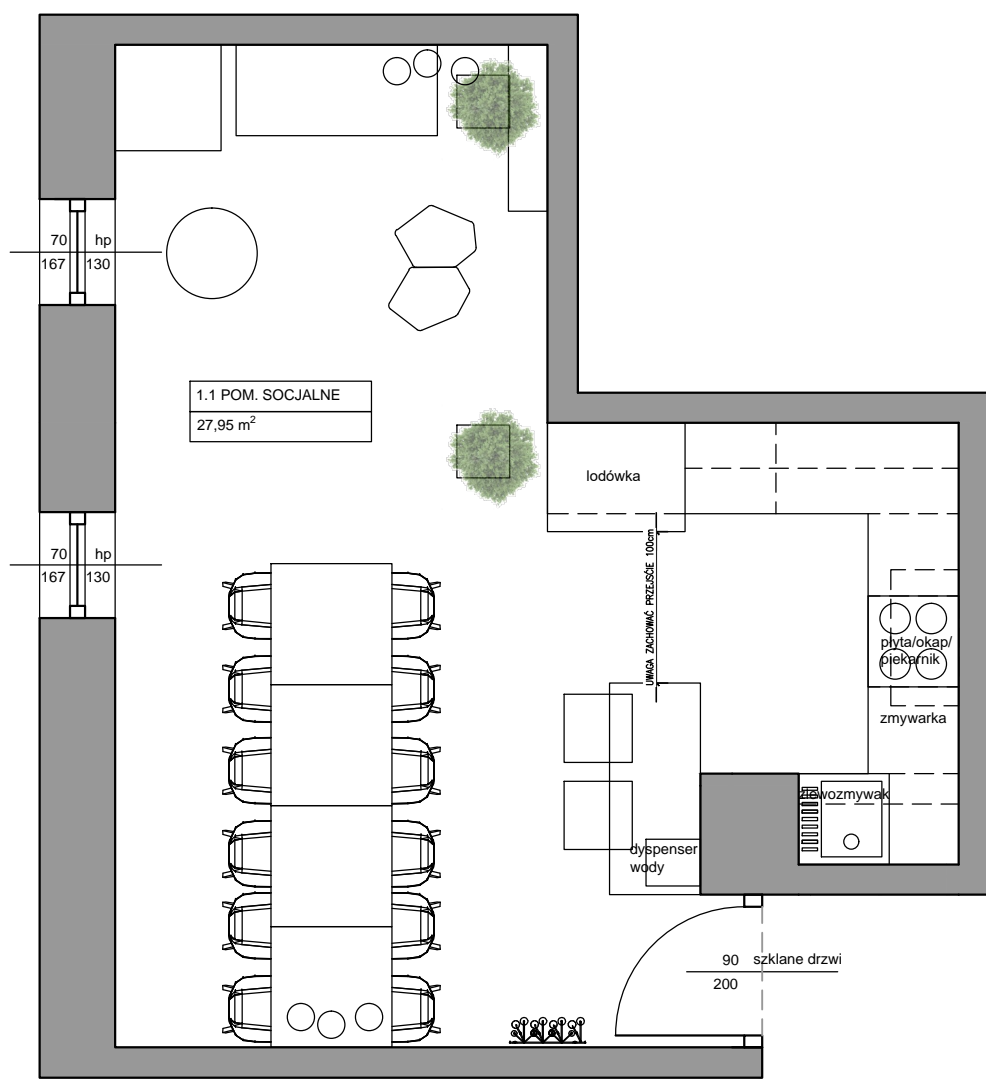 70 hp
167 130
1.1 POM. SOCJALNE
27,95 m²
lodówka
70 hp
167 130
UWAGA ZACHOWAĆ PRZEJŚCIE 100cm
płyta/okap/
piekarnik
zmywarka
zlewozmywak
dyspenser
wody
90 szklane drzwi
200